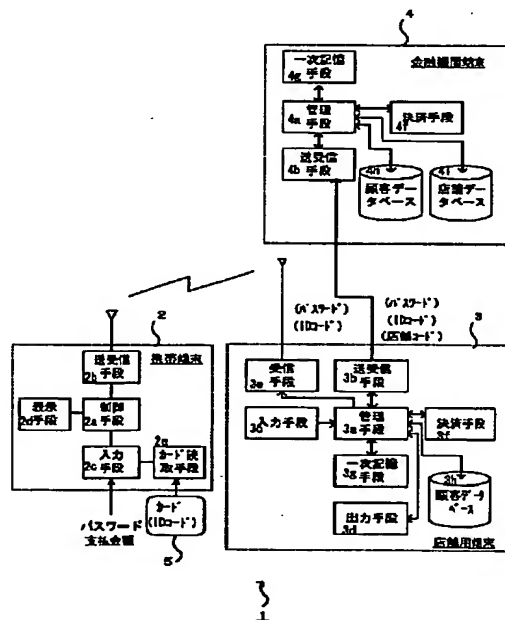 4
金融機関端末
一次記憶
4g 手段
管理
4a 手段
決済手段
4f
送受信
4b 手段
4h
顧客デー
タベース
4i
店舗デー
タベース
2
携帯端末
送受信
2b 手段
表示
2d 手段
制御
2a 手段
入力
2c 手段
2e
カード読
取手段
パスワード
支払金額
カード
(IDコード)
5
(パスワード)
(IDコード)
(パスワード)
(IDコード)
(店舗コード)
3
受信
3e 手段
送受信
3b 手段
入力手段
3c
管理
3a 手段
決済手段
3f
一次記憶
3g 手段
3h
顧客データ
ベース
出力手段
3d
店舗用端末
1